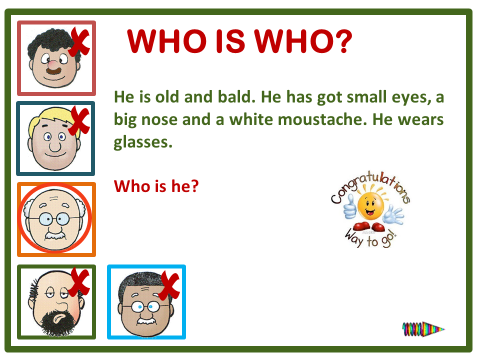 WHO IS WHO?
He is old and bald. He has got small eyes, a
big nose and a white moustache. He wears
glasses.
Who is he?
Congratulations
Way to go!